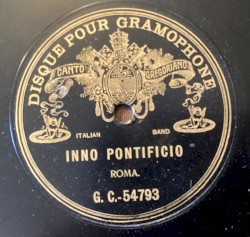 DISQUE POUR GRAMOPHONE
CANTO GREGORIANO
ITALIAN BAND
INNO PONTIFICIO
ROMA.
G. C.-54793